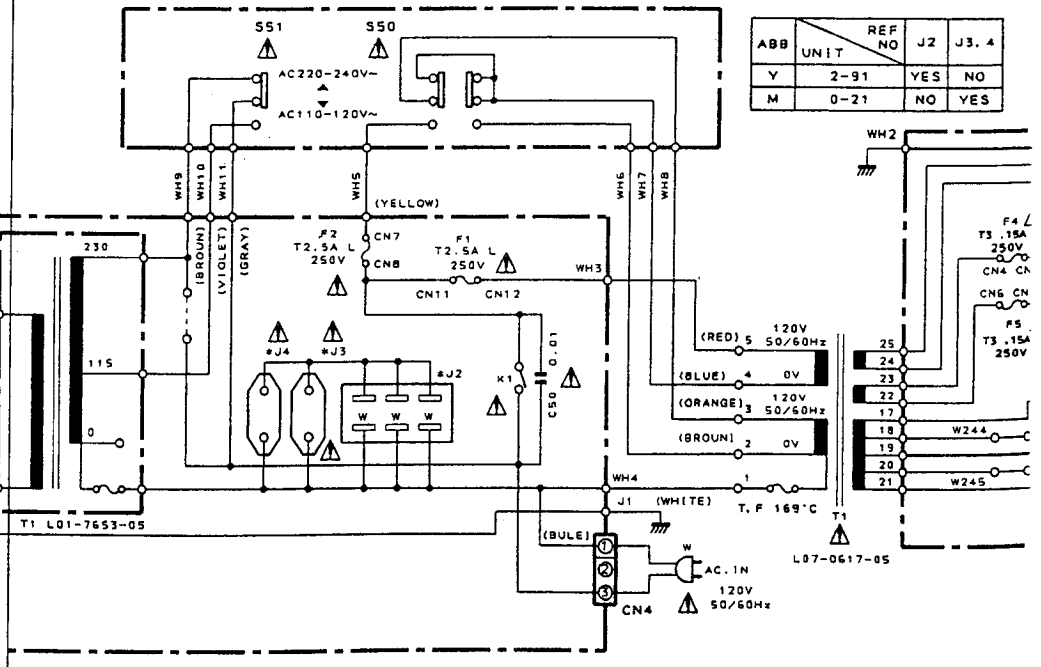 S51
S50
AC220-240V~
AC110-120V~
ABB
UNIT
REF
NO
J2
J3. 4
Y
2-91
YES
NO
M
0-21
NO
YES
WH9
WH10
WH11
WH5
WH6
WH7
WH8
WH2
(BROUN)
(VIOLET)
(GRAY)
(YELLOW)
230
115
0
F2
T2.5A L
250V
CN7
CN8
F1
T2.5A L
250V
CN11
CN12
WH3
F4
T3 .15A
250V
CN4 CN
CN6 CN
F5
T3 .15A
250V
*J4
*J3
*J2
W
W
W
K1
C50
0.01
(RED)
5
120V
50/60Hz
(BLUE)
4
0V
(ORANGE)
3
120V
50/60Hz
(BROUN)
2
0V
WH4
1
J1
(WHITE)
T.F 169°C
T1
L07-0617-05
25
24
23
22
17
18
19
20
21
W244
W245
T1 L01-7653-05
(BULE)
1
2
3
CN4
W
AC.IN
120V
50/60Hz